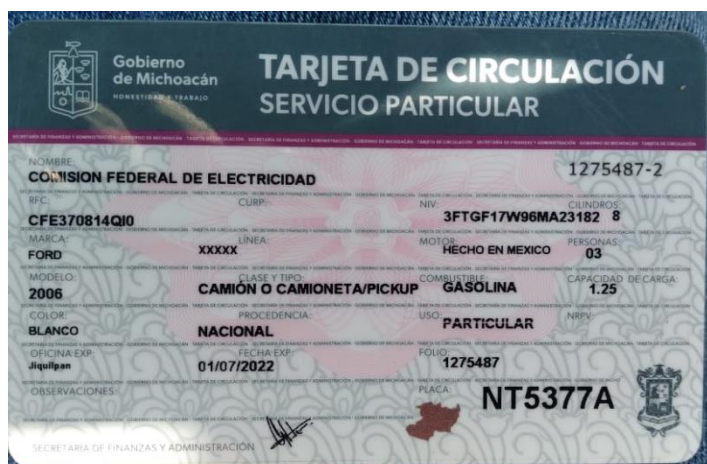 Gobierno
de Michoacán
HONESTIDAD Y TRABAJO
TARJETA DE CIRCULACIÓN
SERVICIO PARTICULAR
NOMBRE:
COMISION FEDERAL DE ELECTRICIDAD
1275487-2
RFC: CURP: NIV: CILINDROS
CFE370814QI0 3FTGF17W96MA23182 8
MARCA: LÍNEA: MOTOR: PERSONAS:
FORD XXXXX HECHO EN MEXICO 03
MODELO: CLASE Y TIPO: COMBUSTIBLE: CAPACIDAD DE CARGA:
2006 CAMIÓN O CAMIONETA/PICKUP GASOLINA 1.25
COLOR: PROCEDENCIA: USO: NRPV:
BLANCO NACIONAL PARTICULAR
OFICINA EXP: FECHA EXP: FOLIO:
Jiquilpan 01/07/2022 1275487
OBSERVACIONES: PLACA:
NT5377A
SECRETARÍA DE FINANZAS Y ADMINISTRACIÓN